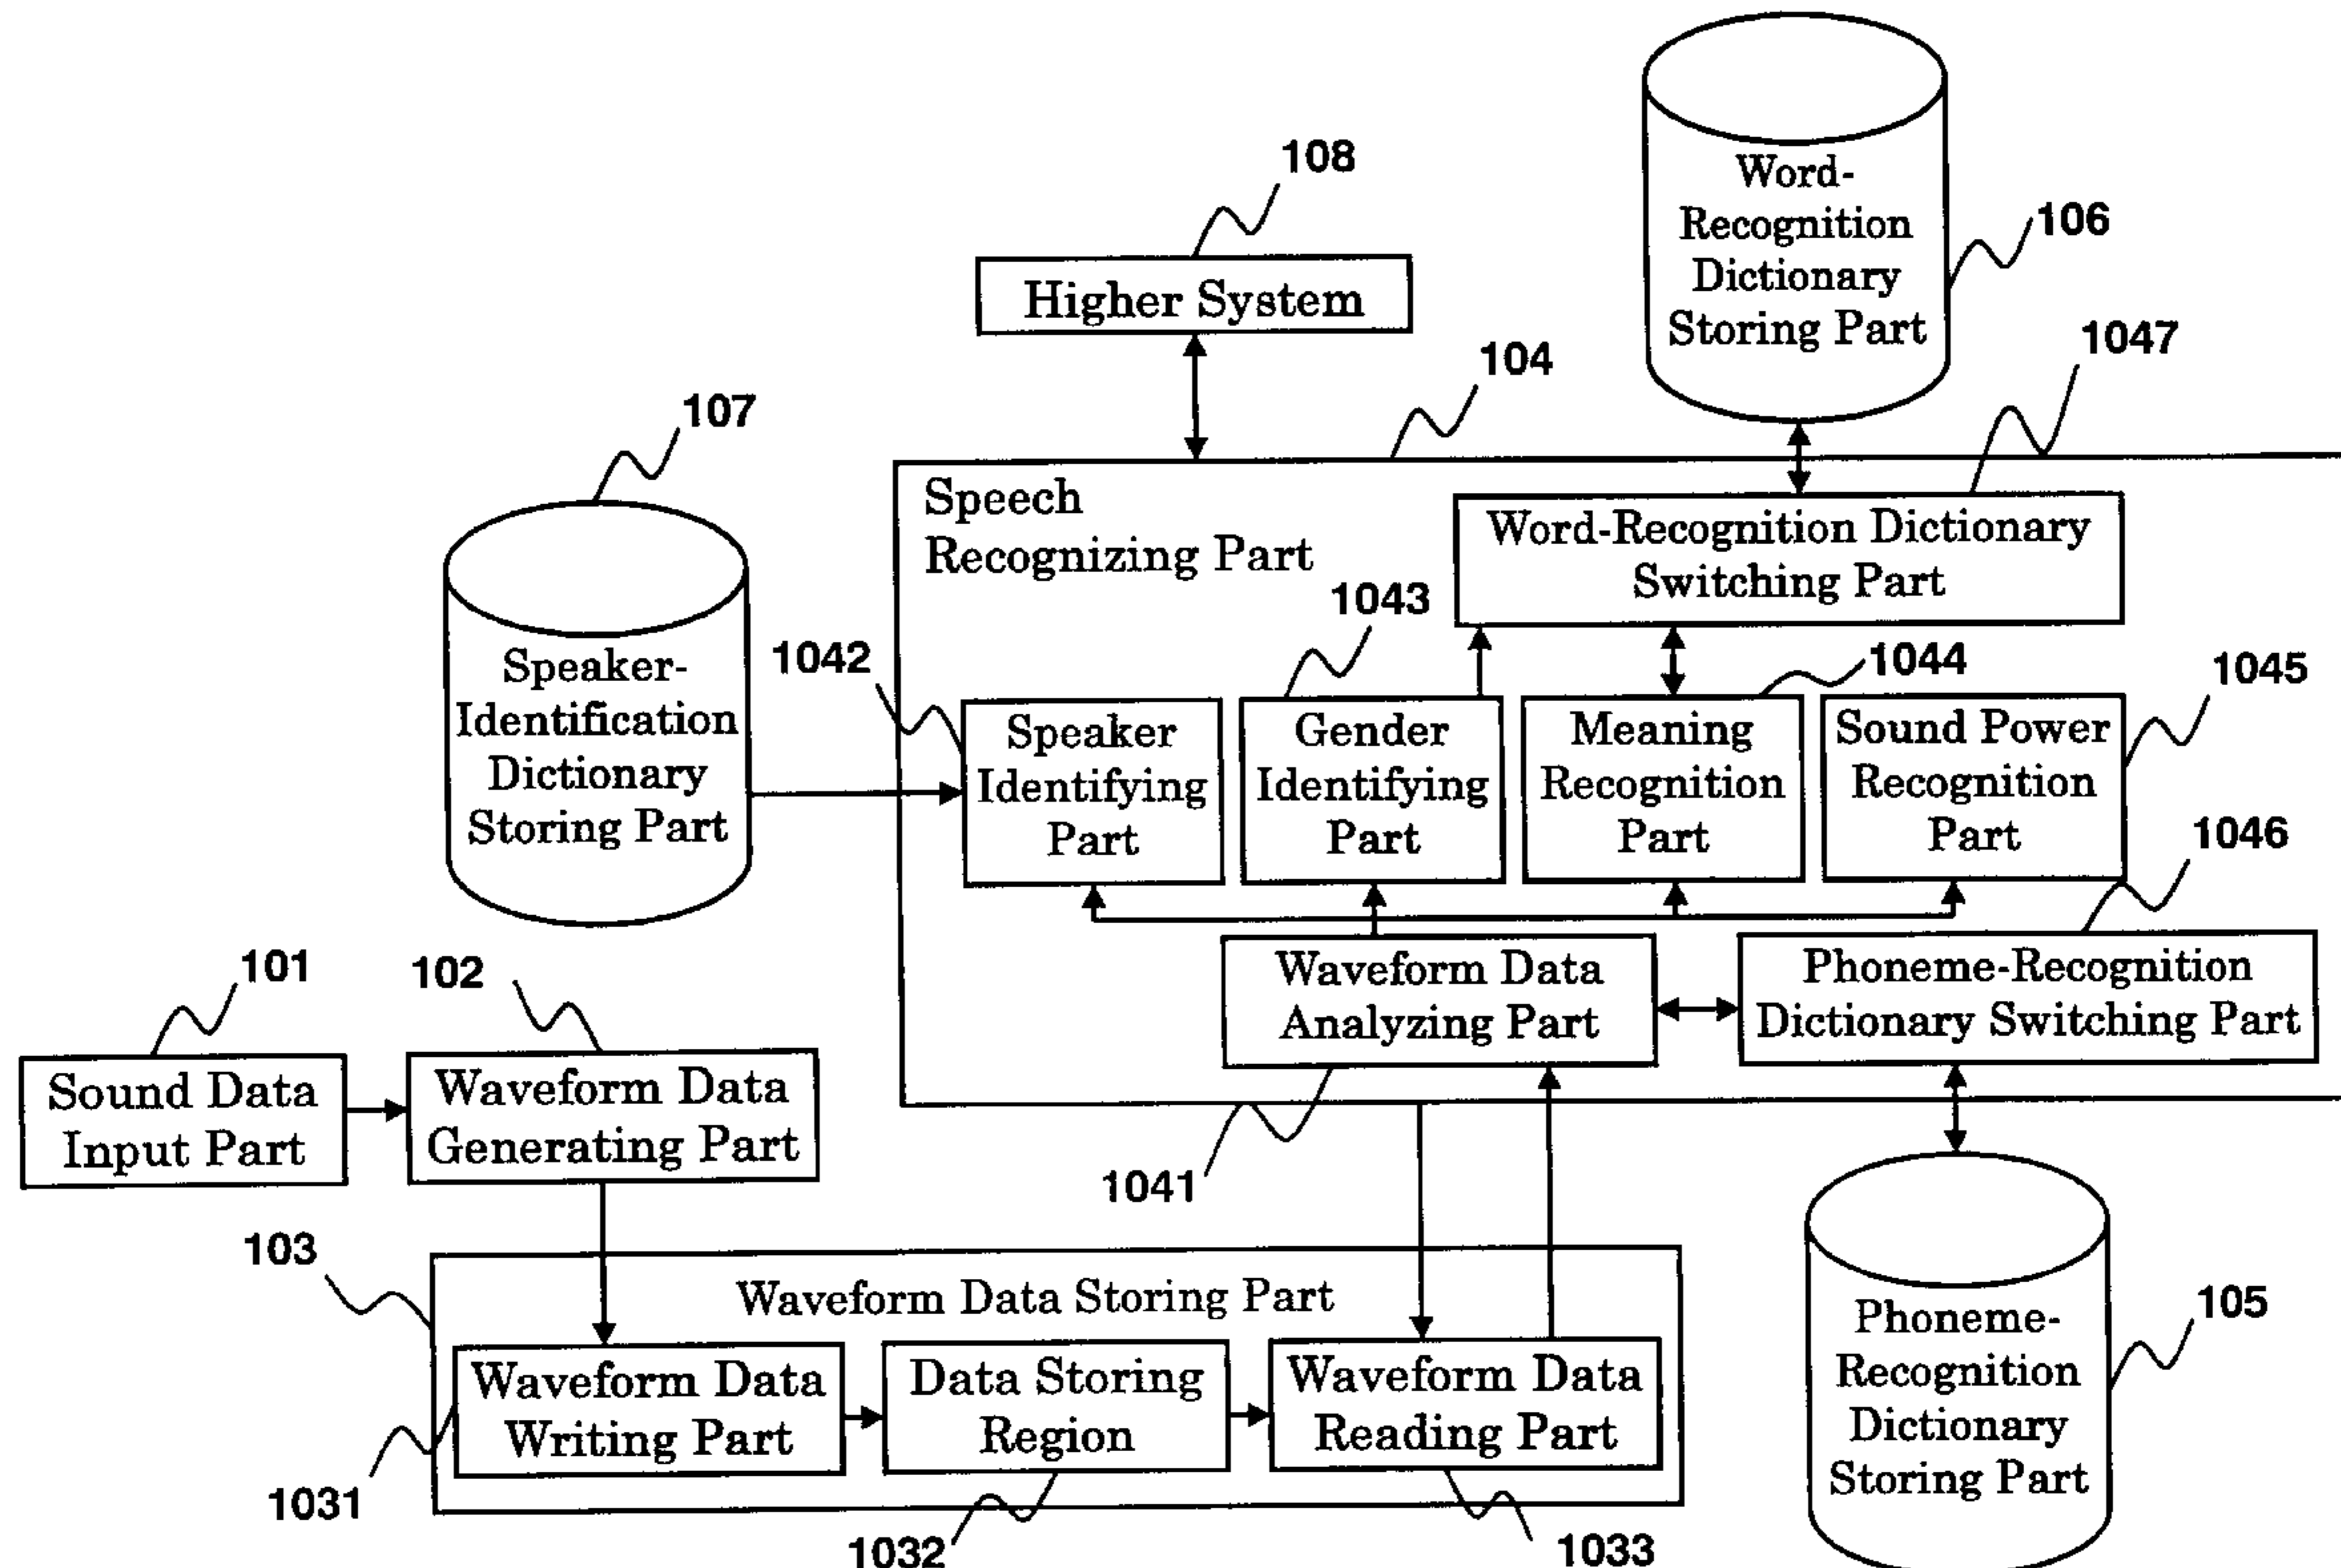 108
Higher System
Word-
Recognition
Dictionary
Storing Part
106
104
1047
107
Speaker-
Identification
Dictionary
Storing Part
Speech
Recognizing Part
Word-Recognition Dictionary
Switching Part
1042
1043
1044
1045
Speaker
Identifying
Part
Gender
Identifying
Part
Meaning
Recognition
Part
Sound Power
Recognition
Part
1046
Waveform Data
Analyzing Part
Phoneme-Recognition
Dictionary Switching Part
1041
101
102
Sound Data
Input Part
Waveform Data
Generating Part
103
Waveform Data Storing Part
Waveform Data
Writing Part
Data Storing
Region
Waveform Data
Reading Part
1031
1032
1033
Phoneme-
Recognition
Dictionary
Storing Part
105